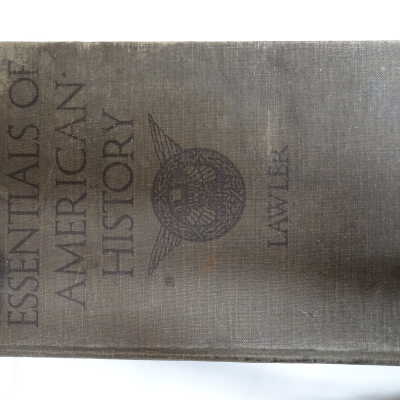 ESSENTIALS OF
AMERICAN·
HISTORY
LAWLER